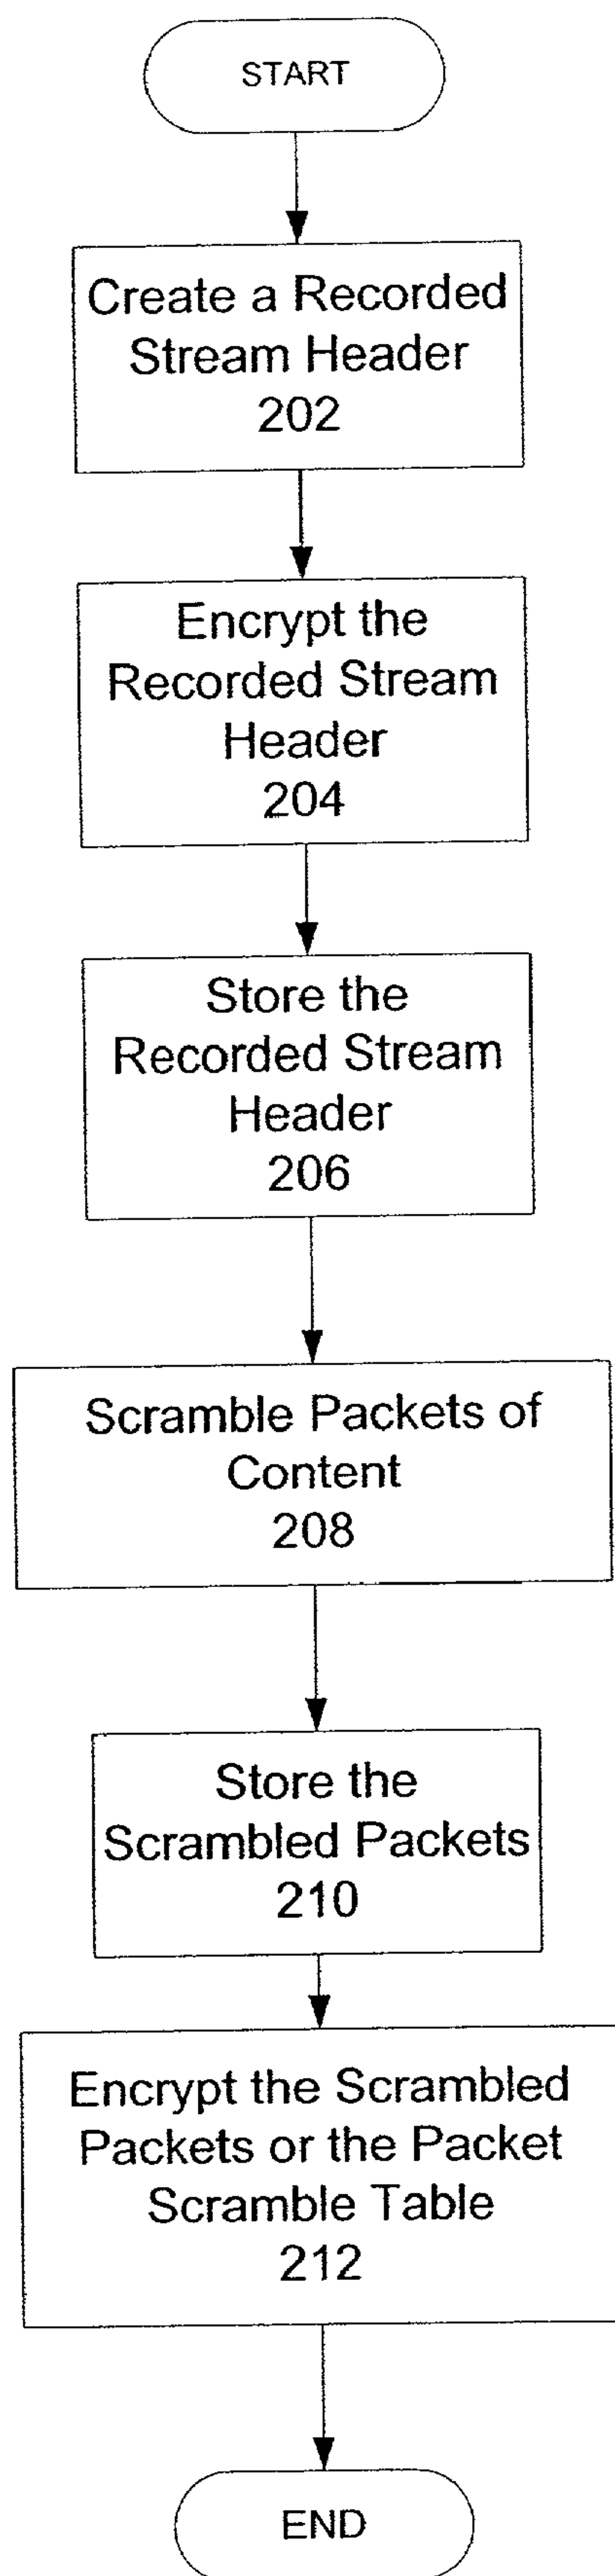 START
Create a Recorded
Stream Header
202
Encrypt the
Recorded Stream
Header
204
Store the
Recorded Stream
Header
206
Scramble Packets of
Content
208
Store the
Scrambled Packets
210
Encrypt the Scrambled
Packets or the Packet
Scramble Table
212
END